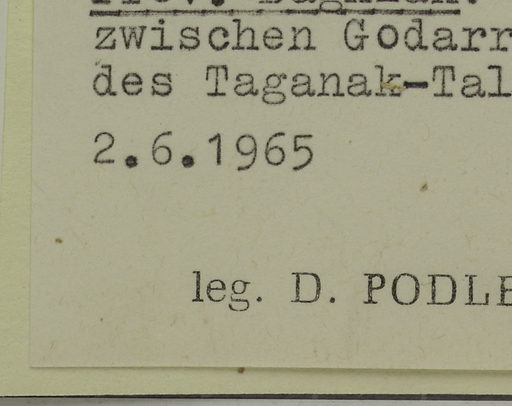 zwischen Godarr
des Taganak-Tal
2.6.1965
leg. D. PODLE